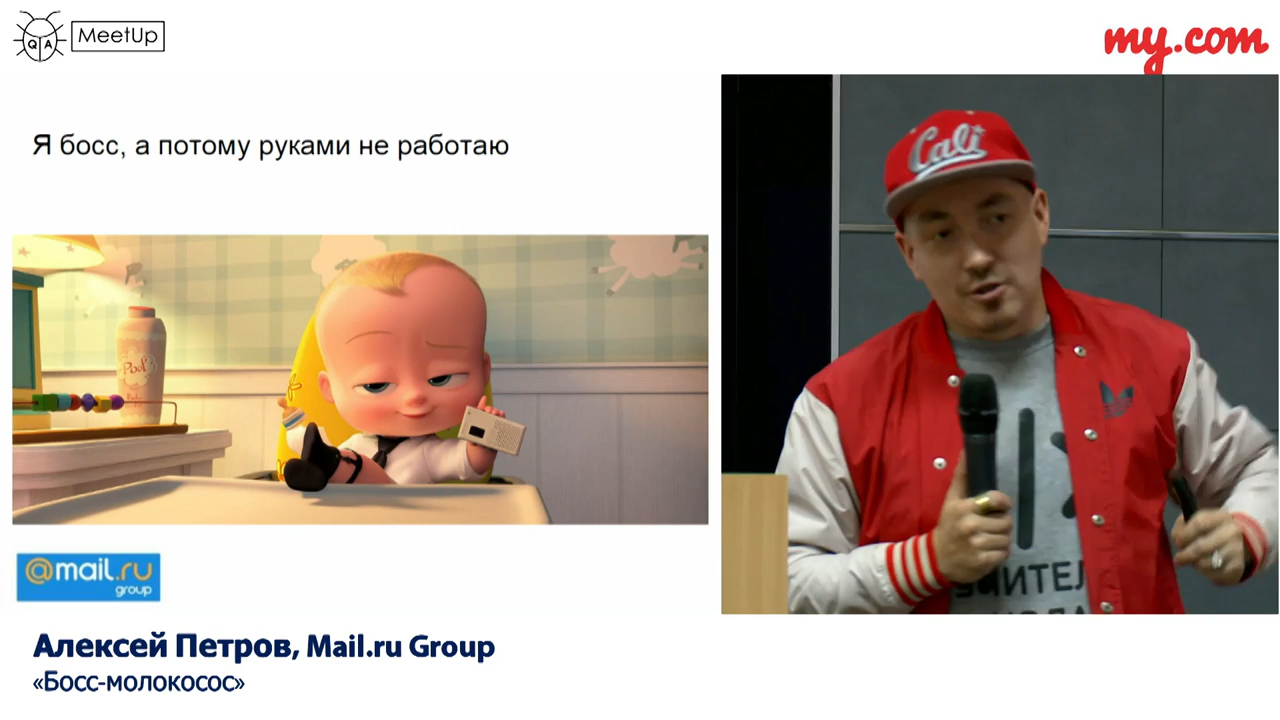 QA MeetUp
my.com
Я босс, а потому руками не работаю
Cali
@mail.ru
group
Алексей Петров, Mail.ru Group
«Босс-молокосос»